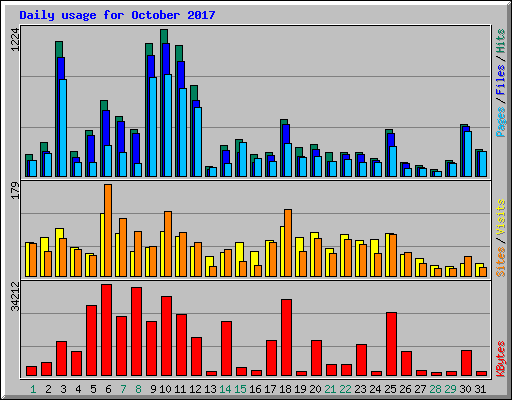 Daily usage for October 2017
1224
Pages / Files / Hits
179
Sites / Visits
34212
KBytes
1 2 3 4 5 6 7 8 9 10 11 12 13 14 15 16 17 18 19 20 21 22 23 24 25 26 27 28 29 30 31